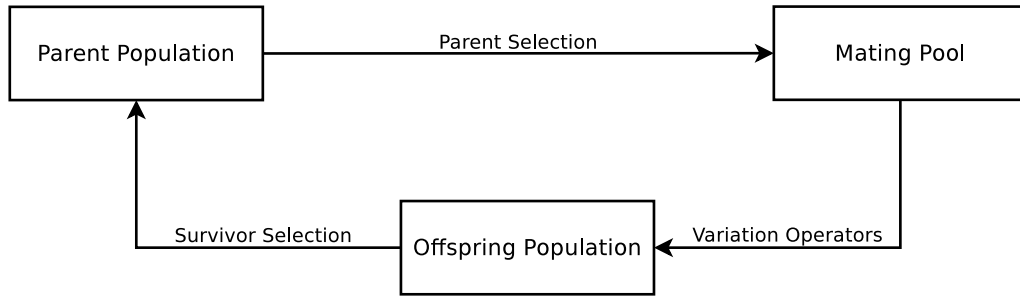 Parent Population
Parent Selection
Mating Pool
Survivor Selection
Offspring Population
Variation Operators